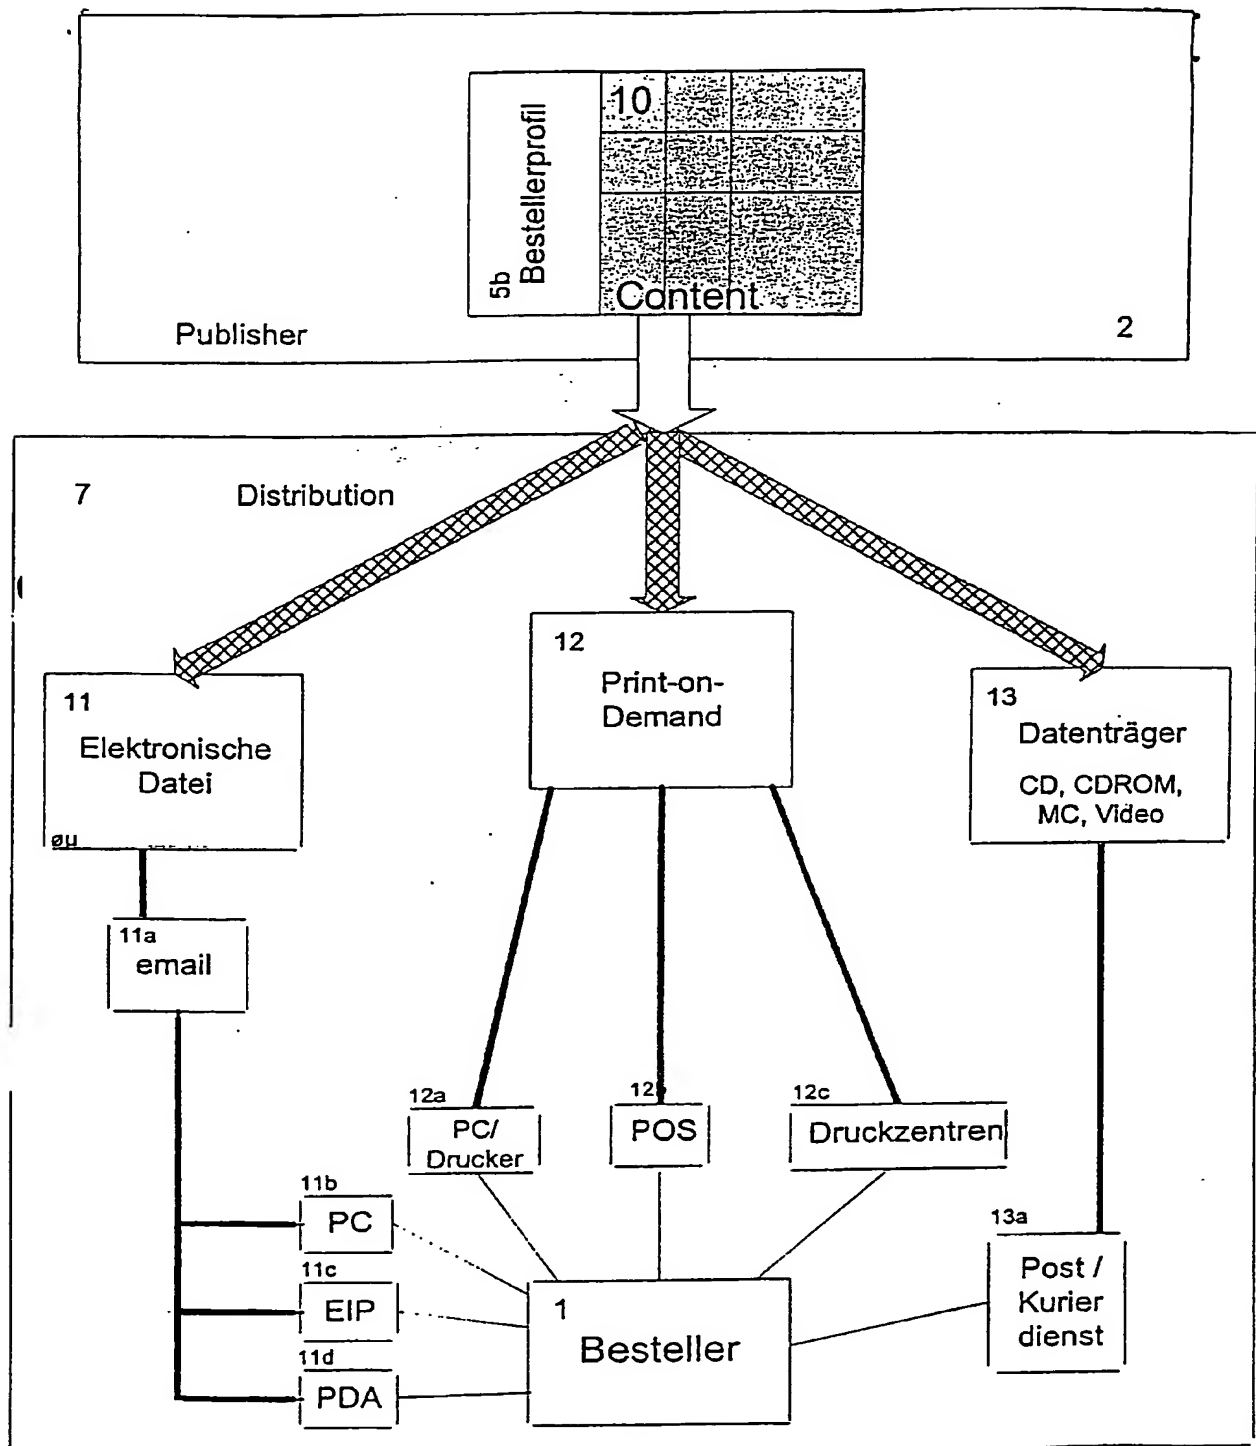 10
5b
Bestellerprofil
Content
Publisher
2
7
Distribution
12
Print-on-
Demand
11
Elektronische
Datei
13
Datenträger
CD, CDROM,
MC, Video
11a
email
12a
PC/
Drucker
POS
12c
Druckzentren
11b
PC
11c
EIP
11d
PDA
1
Besteller
13a
Post /
Kurier
dienst